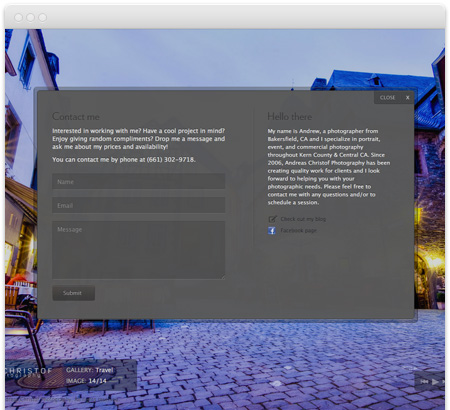 CLOSE X
Contact me
Interested in working with me? Have a cool project in mind?
Enjoy giving random compliments? Drop me a message and
ask me about my prices and availability!
You can contact me by phone at (661) 302-9718.
Name
Email
Message
Submit
Hello there
My name is Andrew, a photographer from
Bakersfield, CA and I specialize in portrait,
event, and commercial photography
throughout Kern County & Central CA. Since
2006, Andreas Christof Photography has been
creating quality work for clients and I look
forward to helping you with your
photographic needs. Please feel free to
contact me with any questions and/or to
schedule a session.
Check out my blog
Facebook page
CHRISTOF
GALLERY: Travel
IMAGE: 14/14